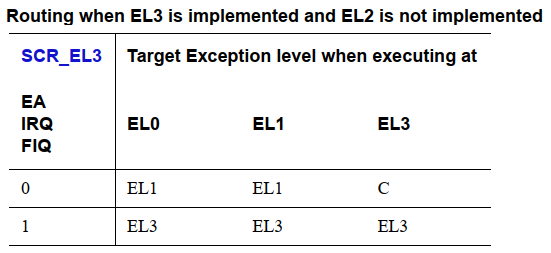 Routing when EL3 is implemented and EL2 is not implemented
SCR_EL3 Target Exception level when executing at
EA
IRQ EL0 EL1 EL3
FIQ
0 EL1 EL1 C
1 EL3 EL3 EL3